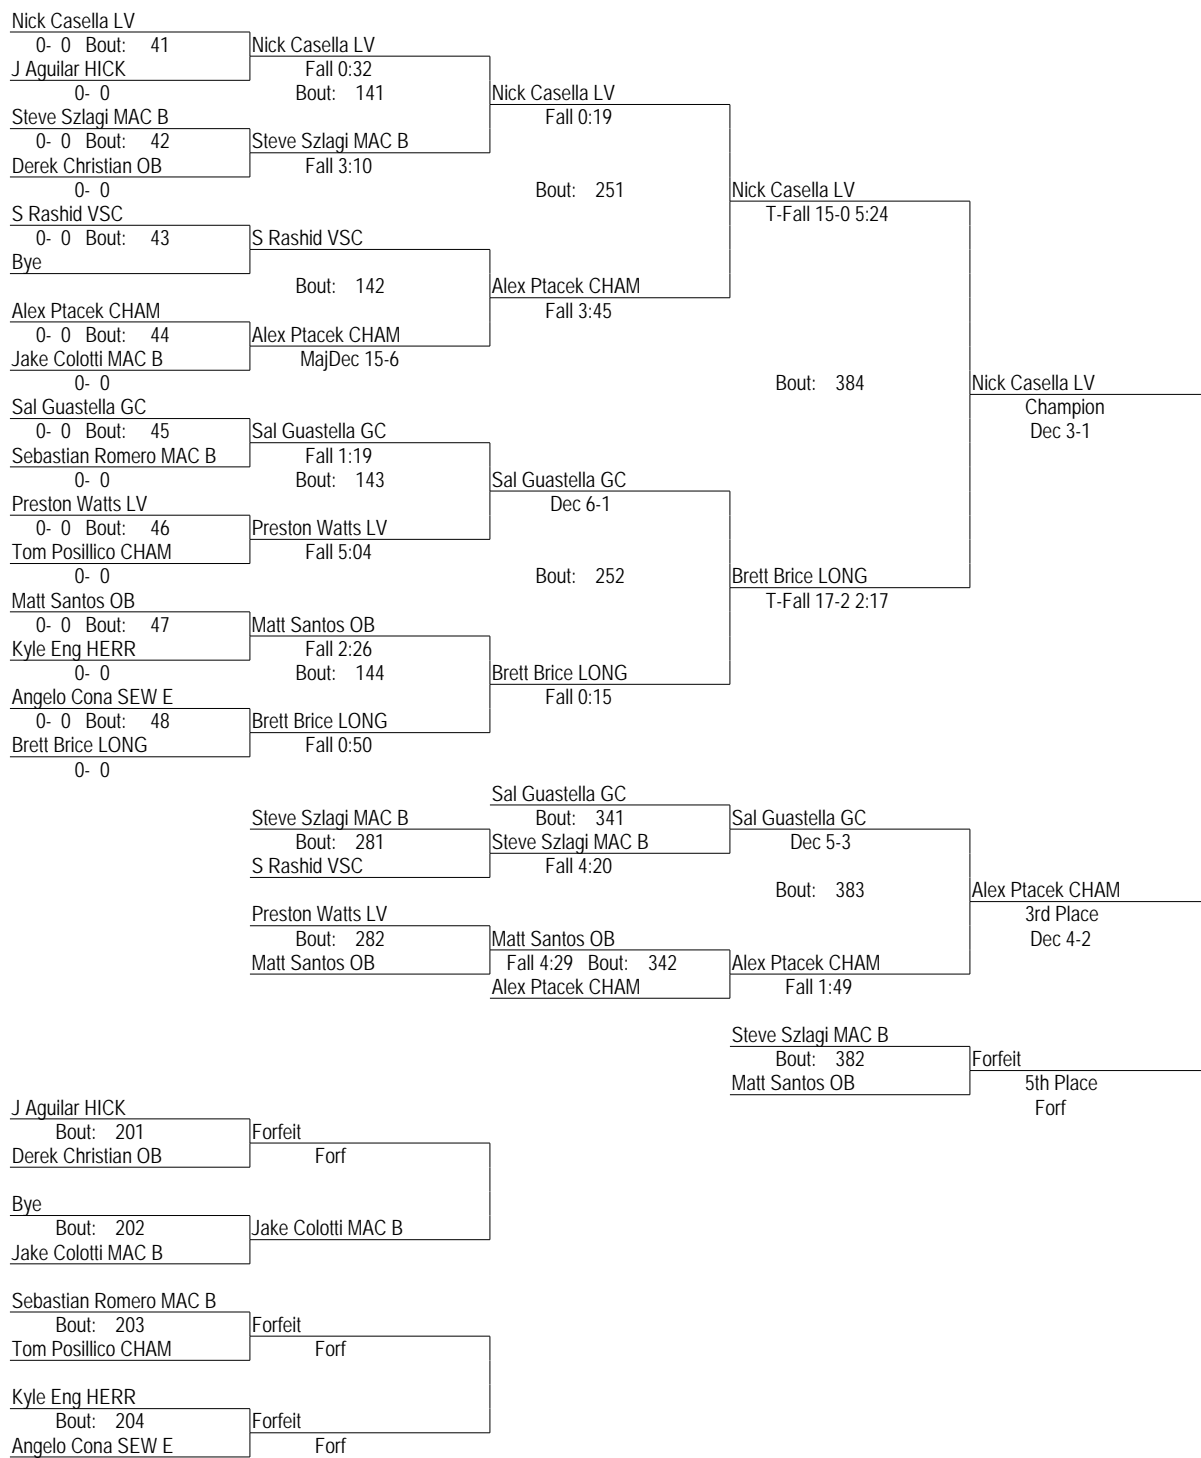 Nick Casella LV
0- 0 Bout: 41 Nick Casella LV
J Aguilar HICK Fall 0:32
0- 0 Bout: 141 Nick Casella LV
Steve Szlagi MAC B Fall 0:19
0- 0 Bout: 42 Steve Szlagi MAC B
Derek Christian OB Fall 3:10
0- 0 Bout: 251 Nick Casella LV
S Rashid VSC T-Fall 15-0 5:24
0- 0 Bout: 43 S Rashid VSC
Bye
Bout: 142 Alex Ptacek CHAM
Alex Ptacek CHAM Fall 3:45
0- 0 Bout: 44 Alex Ptacek CHAM
Jake Colotti MAC B MajDec 15-6
0- 0 Bout: 384 Nick Casella LV
Sal Guastella GC Champion
0- 0 Bout: 45 Sal Guastella GC Dec 3-1
Sebastian Romero MAC B Fall 1:19
0- 0 Bout: 143 Sal Guastella GC
Preston Watts LV Dec 6-1
0- 0 Bout: 46 Preston Watts LV
Tom Posillico CHAM Fall 5:04
0- 0 Bout: 252 Brett Brice LONG
Matt Santos OB T-Fall 17-2 2:17
0- 0 Bout: 47 Matt Santos OB
Kyle Eng HERR Fall 2:26
0- 0 Bout: 144 Brett Brice LONG
Angelo Cona SEW E Fall 0:15
0- 0 Bout: 48 Brett Brice LONG
Brett Brice LONG Fall 0:50
0- 0
Sal Guastella GC
Steve Szlagi MAC B Bout: 341 Sal Guastella GC
Bout: 281 Steve Szlagi MAC B Dec 5-3
S Rashid VSC Fall 4:20
Bout: 383 Alex Ptacek CHAM
Preston Watts LV 3rd Place
Bout: 282 Matt Santos OB Dec 4-2
Matt Santos OB Fall 4:29 Bout: 342 Alex Ptacek CHAM
Alex Ptacek CHAM Fall 1:49
Steve Szlagi MAC B
Bout: 382 Forfeit
Matt Santos OB 5th Place
J Aguilar HICK Forf
Bout: 201 Forfeit
Derek Christian OB Forf
Bye
Bout: 202 Jake Colotti MAC B
Jake Colotti MAC B
Sebastian Romero MAC B
Bout: 203 Forfeit
Tom Posillico CHAM Forf
Kyle Eng HERR
Bout: 204 Forfeit
Angelo Cona SEW E Forf